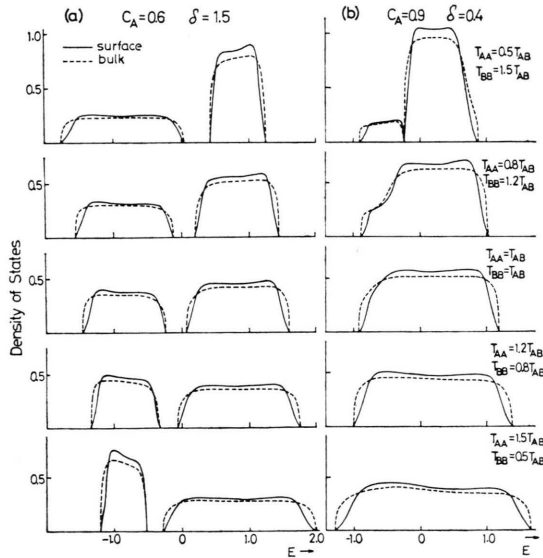 (a) C_A=0.6 δ=1.5
(b) C_A=0.9 δ=0.4
surface
bulk
1.0
0.5
T_AA=0.5T_AB
T_BB=1.5T_AB
0.5
T_AA=0.8T_AB
T_BB=1.2T_AB
0.5
T_AA=T_AB
T_BB=T_AB
0.5
T_AA=1.2T_AB
T_BB=0.8T_AB
0.5
T_AA=1.5T_AB
T_BB=0.5T_AB
Density of States
-1.0 0 1.0 2.0 -1.0 0 1.0
E → E →